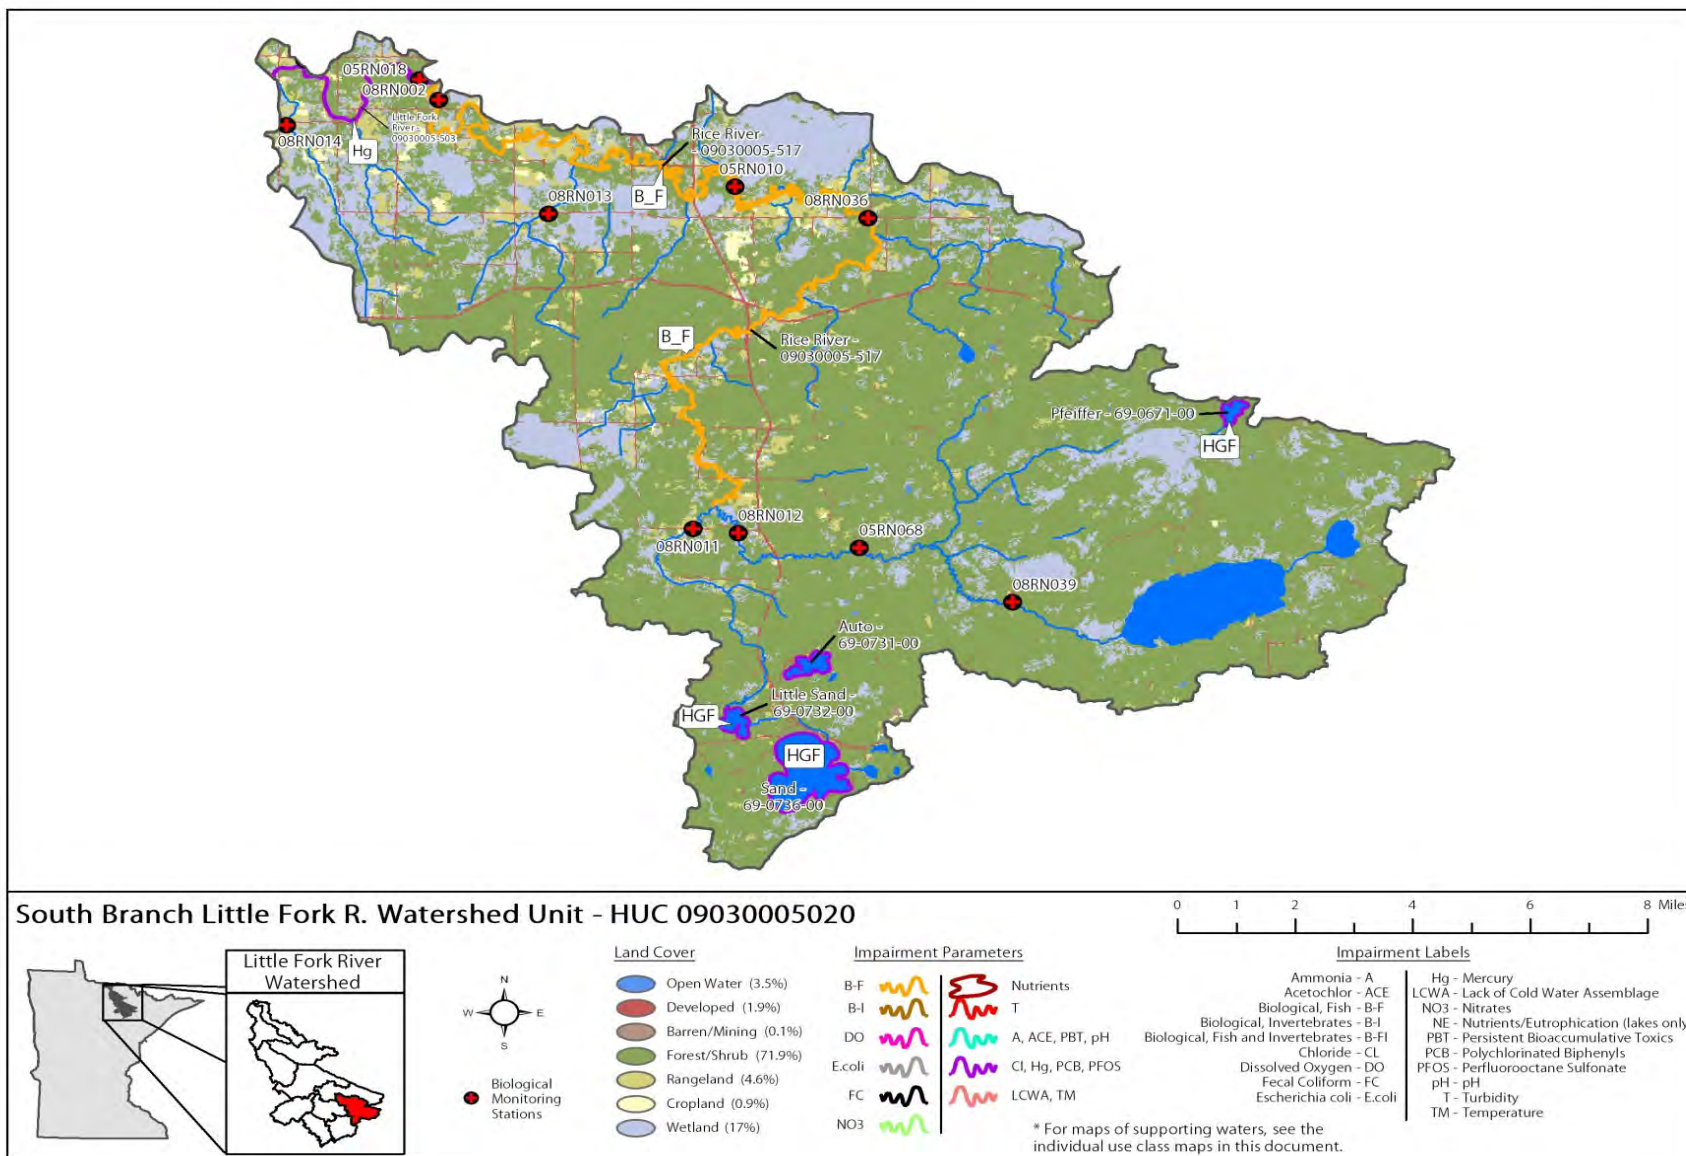 05RN018
08RN002
Little Fork
River -
09030005-503
08RN014
Hg
Rice River
- 09030005-517
05RN010
B_F
08RN013
08RN036
B_F
Rice River -
09030005-517
Pfeiffer - 69-0671-00
HGF
08RN012
08RN011
05RN068
08RN039
Auto -
69-0731-00
Little Sand -
69-0732-00
HGF
HGF
Sand -
69-0736-00
South Branch Little Fork R. Watershed Unit - HUC 09030005020
0 1 2 4 6 8 Miles
Little Fork River
Watershed
N
W E
S
Biological
Monitoring
Stations
Land Cover
Open Water (3.5%)
Developed (1.9%)
Barren/Mining (0.1%)
Forest/Shrub (71.9%)
Rangeland (4.6%)
Cropland (0.9%)
Wetland (17%)
Impairment Parameters
B-F
B-I
DO
E.coli
FC
NO3
Nutrients
T
A, ACE, PBT, pH
Cl, Hg, PCB, PFOS
LCWA, TM
* For maps of supporting waters, see the
individual use class maps in this document.
Impairment Labels
Ammonia - A
Acetochlor - ACE
Biological, Fish - B-F
Biological, Invertebrates - B-I
Biological, Fish and Invertebrates - B-FI
Chloride - CL
Dissolved Oxygen - DO
Fecal Coliform - FC
Escherichia coli - E.coli
Hg - Mercury
LCWA - Lack of Cold Water Assemblage
NO3 - Nitrates
NE - Nutrients/Eutrophication (lakes only
PBT - Persistent Bioaccumulative Toxics
PCB - Polychlorinated Biphenyls
PFOS - Perfluorooctane Sulfonate
pH - pH
T - Turbidity
TM - Temperature